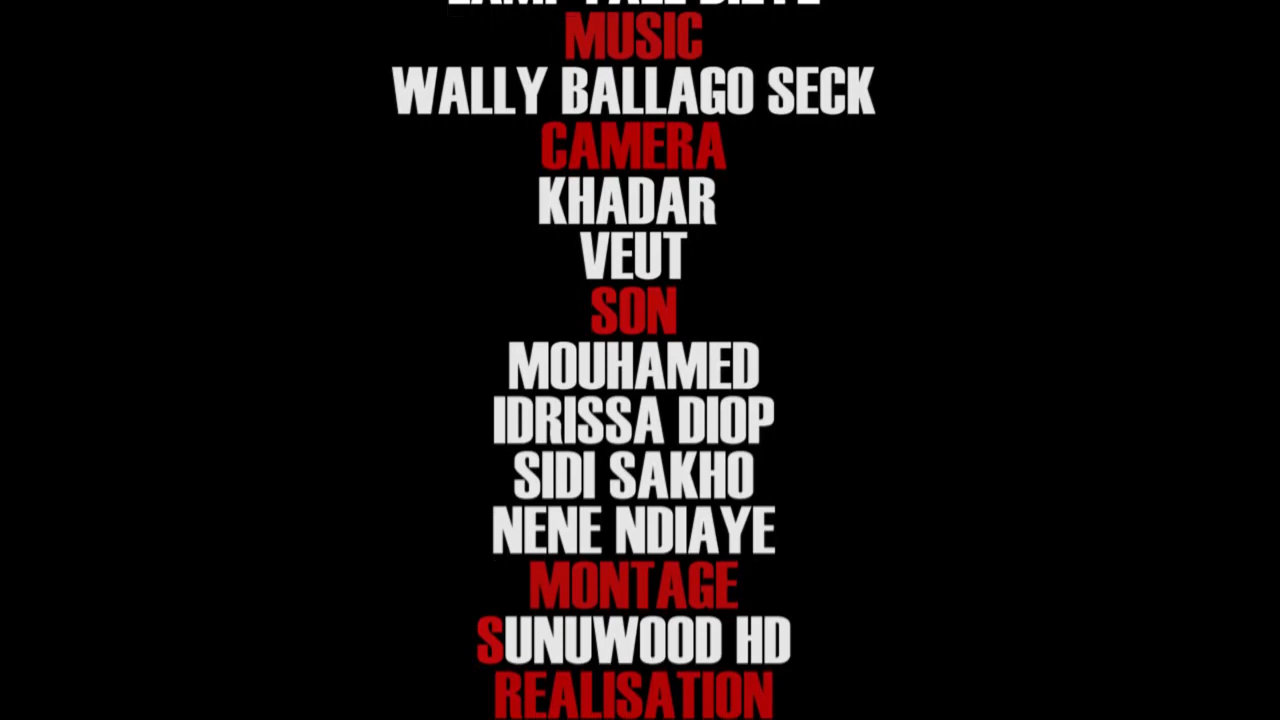 MUSIC
WALLY BALLAGO SECK
CAMERA
KHADAR
VEUT
SON
MOUHAMED
IDRISSA DIOP
SIDI SAKHO
NENE NDIAYE
MONTAGE
SUNUWOOD HD
REALISATION